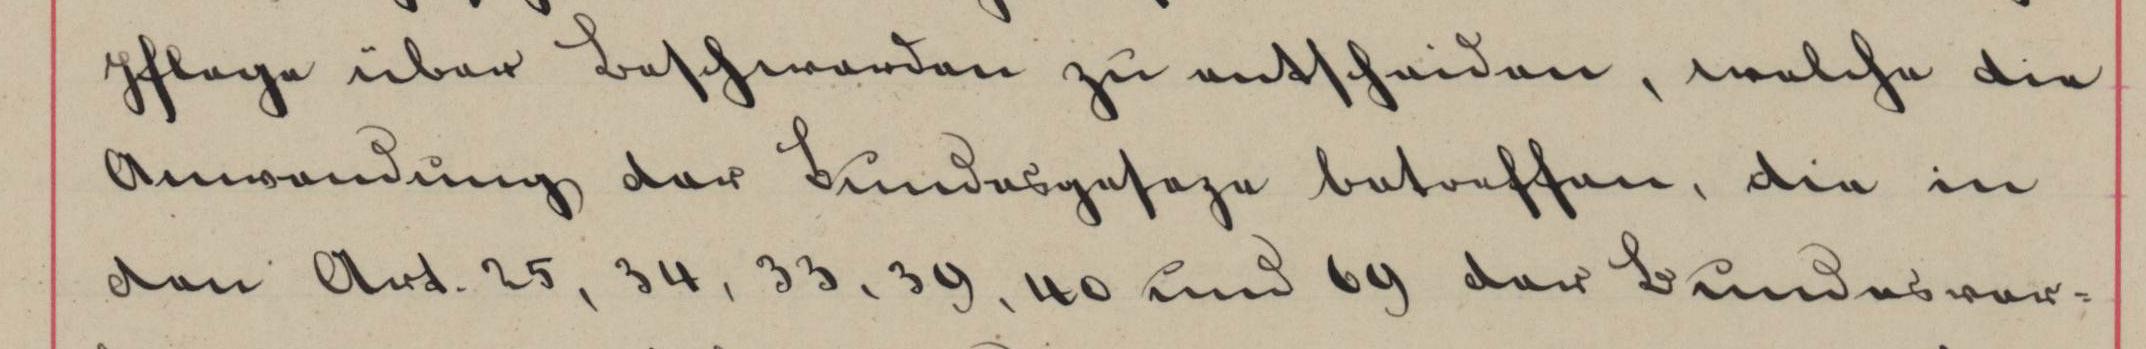 pflege über Beschwerden zu entscheiden, welche die
Anwendung der Bundesgeseze betreffen, die in
den Art. 25, 34, 33, 39, 40 und 69 der Bundesver-